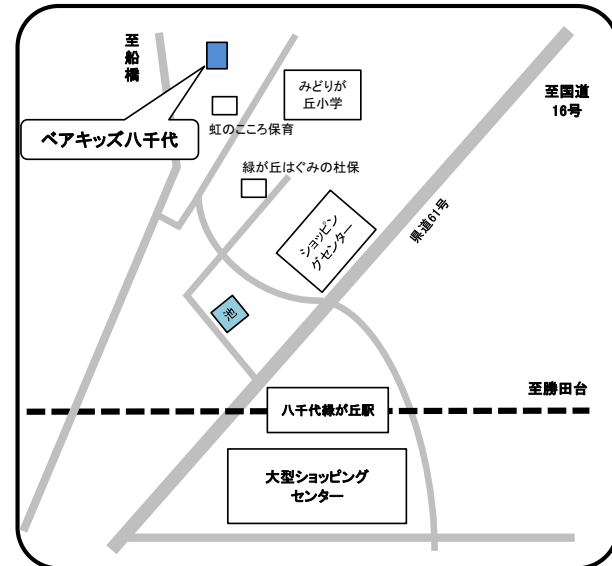 至船橋
みどりが
丘小学
至国道
16号
ベアキッズ八千代
虹のこころ保育
緑が丘はぐみの杜保
ショッピン
グセンター
県道61号
池
至勝田台
八千代緑が丘駅
大型ショッピング
センター